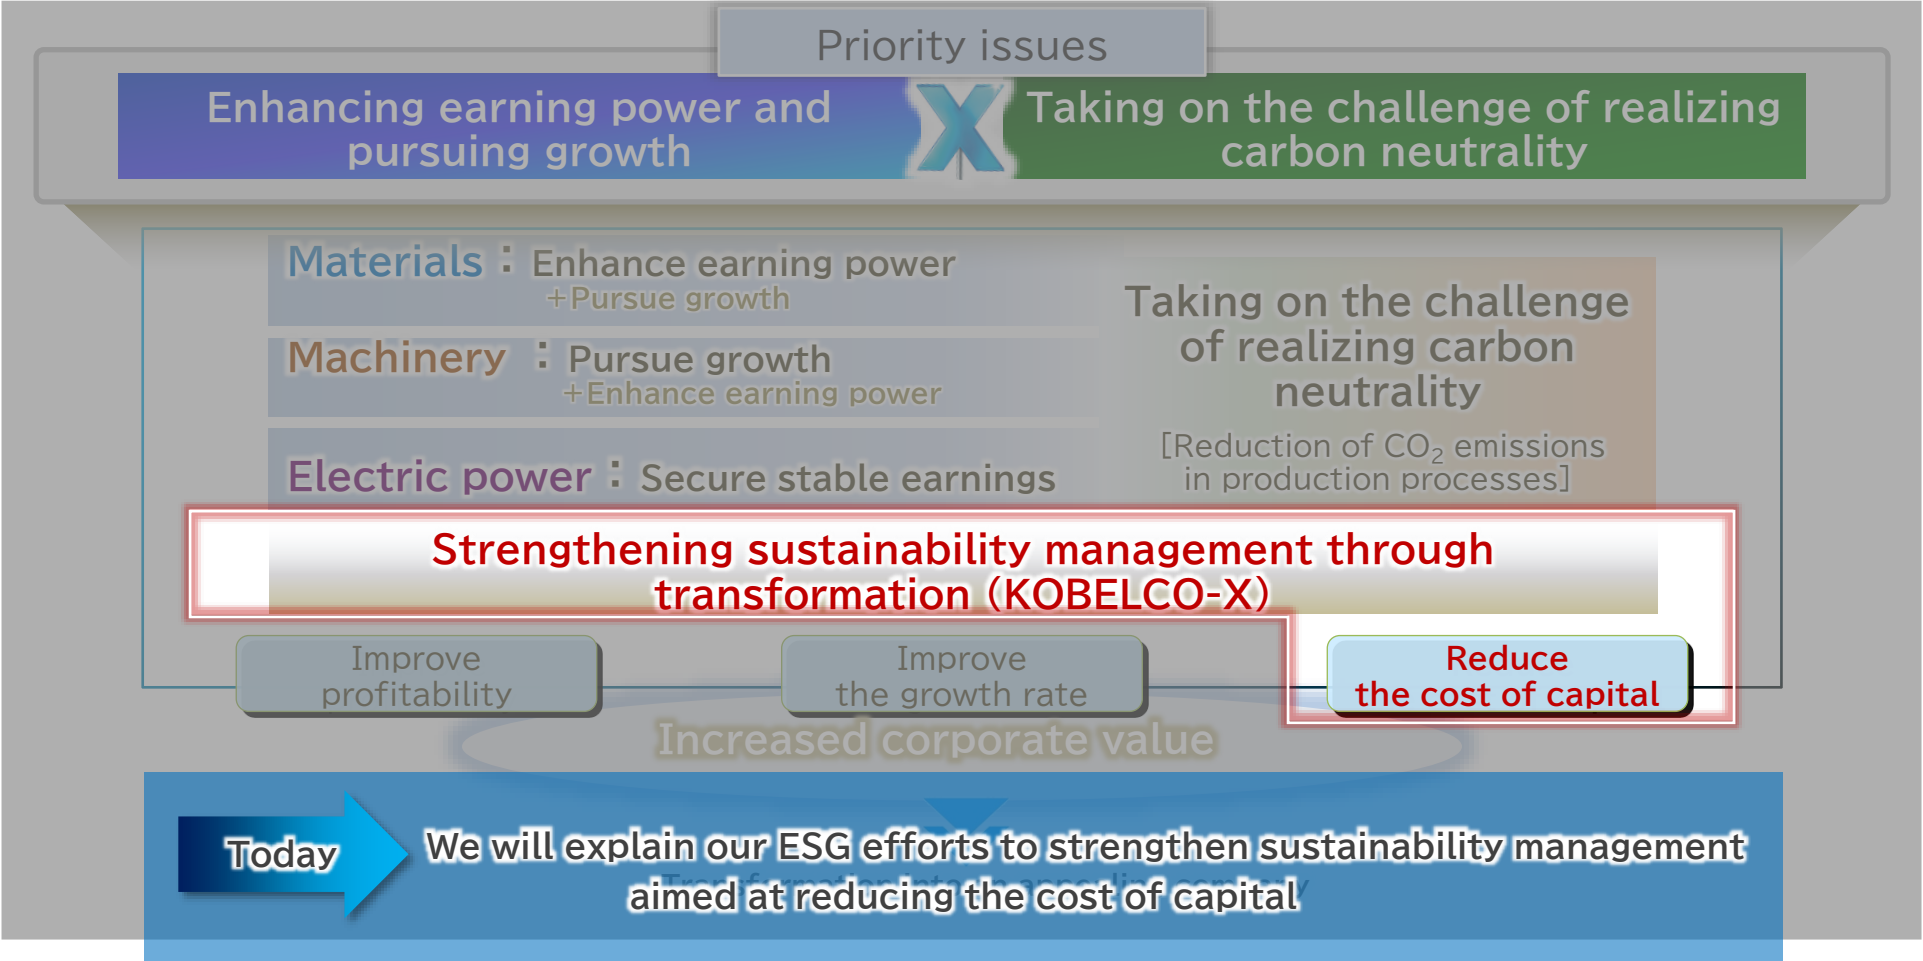 Priority issues
Enhancing earning power and
pursuing growth
X
Taking on the challenge of realizing
carbon neutrality
Materials：Enhance earning power
+Pursue growth
Machinery ：Pursue growth
+Enhance earning power
Electric power：Secure stable earnings
Taking on the challenge
of realizing carbon
neutrality
[Reduction of CO₂ emissions
in production processes]
Strengthening sustainability management through
transformation (KOBELCO-X)
Improve
profitability
Improve
the growth rate
Reduce
the cost of capital
Increased corporate value
Today
We will explain our ESG efforts to strengthen sustainability management
aimed at reducing the cost of capital